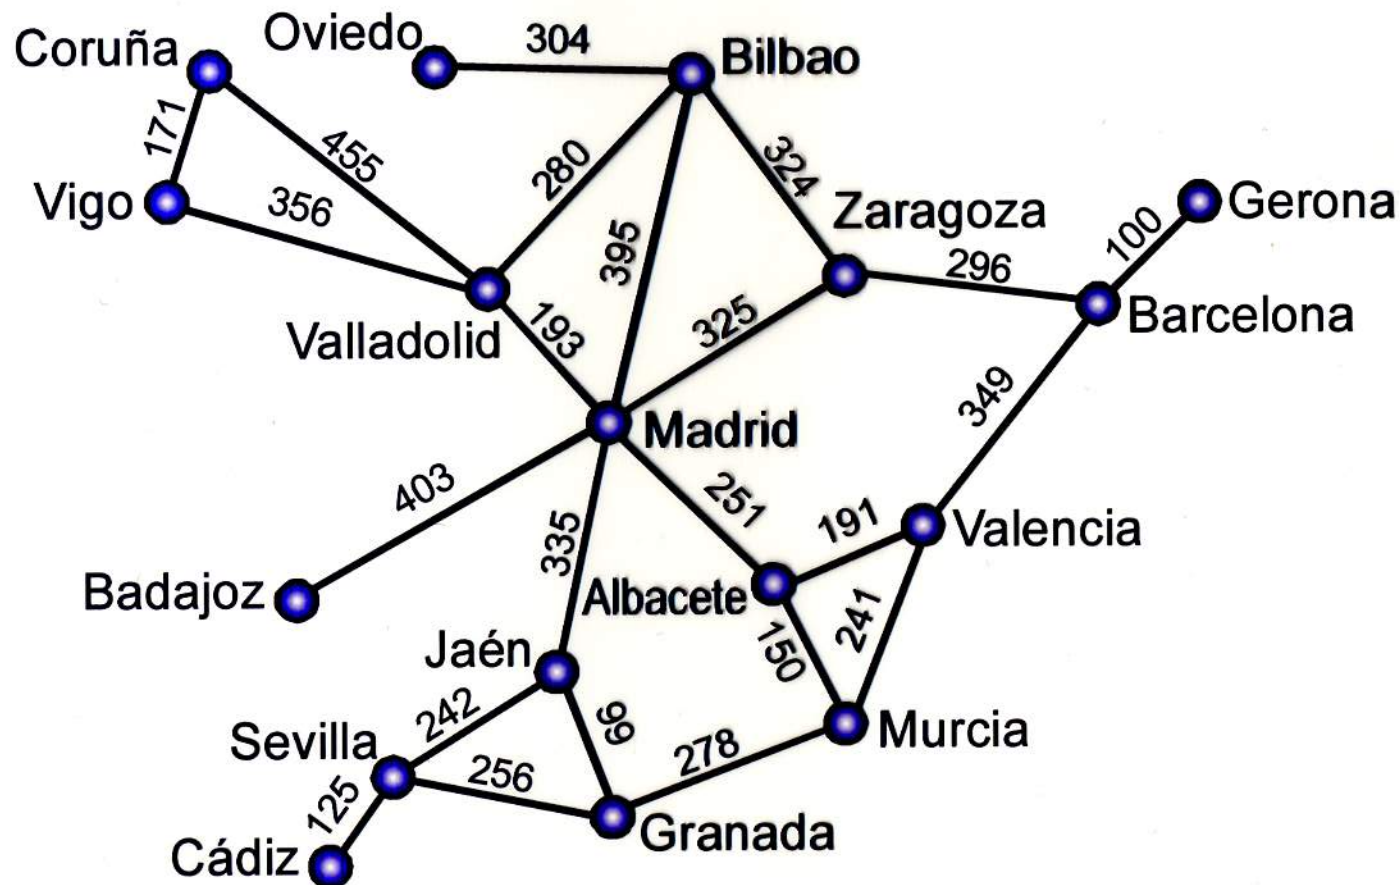 Coruña
Oviedo
304
Bilbao
171
455
280
324
Vigo
356
395
Zaragoza
Gerona
100
296
Valladolid
193
325
Barcelona
349
Madrid
403
251
191
Valencia
335
Badajoz
Albacete
241
150
Jaén
242
99
278
Murcia
Sevilla
256
125
Granada
Cádiz